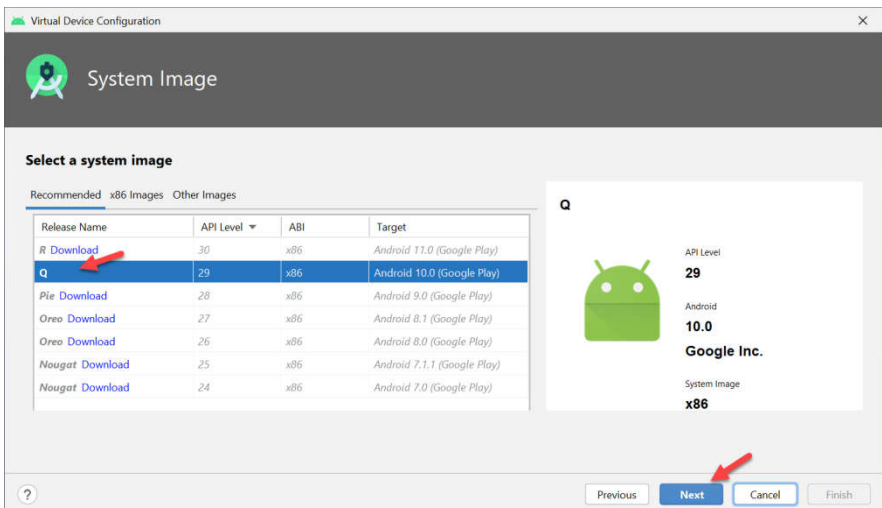 Virtual Device Configuration
System Image
Select a system image
Recommended x86 Images Other Images
Release Name API Level ABI Target
R Download 30 x86 Android 11.0 (Google Play)
Q 29 x86 Android 10.0 (Google Play)
Pie Download 28 x86 Android 9.0 (Google Play)
Oreo Download 27 x86 Android 8.1 (Google Play)
Oreo Download 26 x86 Android 8.0 (Google Play)
Nougat Download 25 x86 Android 7.1.1 (Google Play)
Nougat Download 24 x86 Android 7.0 (Google Play)
Q
API Level
29
Android
10.0
Google Inc.
System Image
x86
? Previous Next Cancel Finish